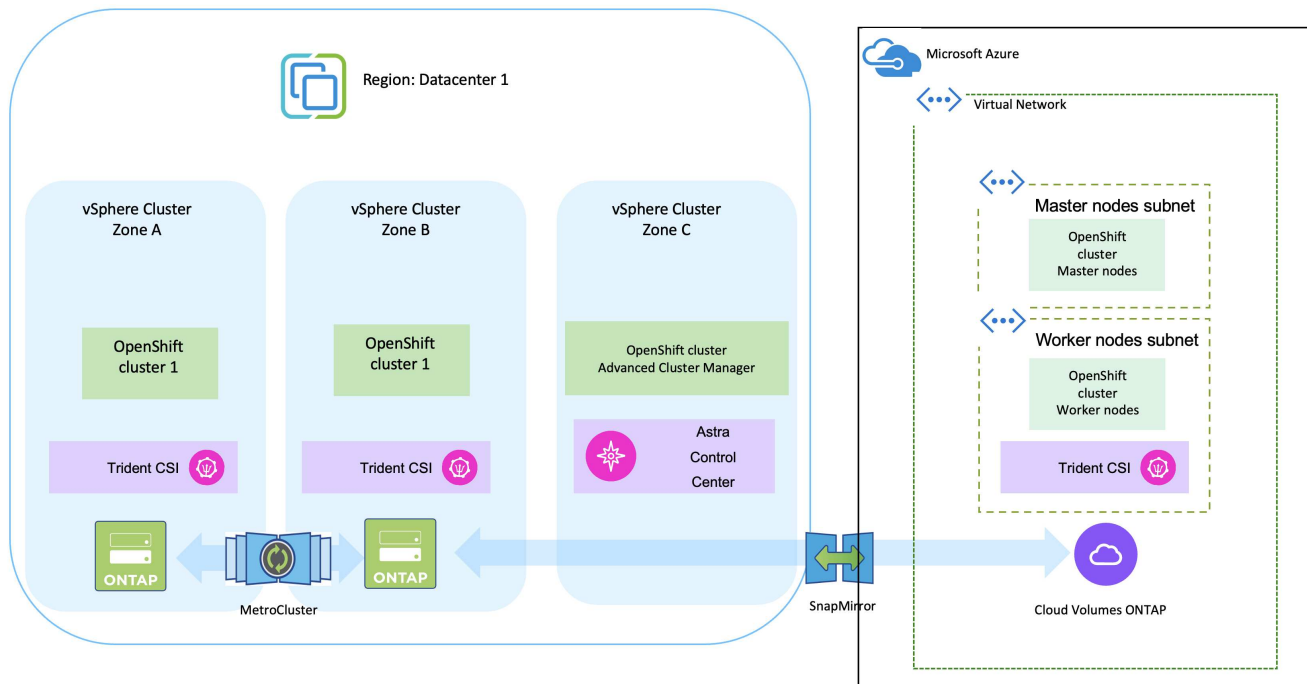 Region: Datacenter 1
vSphere Cluster
Zone A
OpenShift
cluster 1
Trident CSI
ONTAP
MetroCluster
vSphere Cluster
Zone B
OpenShift
cluster 1
Trident CSI
ONTAP
vSphere Cluster
Zone C
OpenShift cluster
Advanced Cluster Manager
Astra
Control
Center
SnapMirror
Microsoft Azure
Virtual Network
Master nodes subnet
OpenShift
cluster
Master nodes
Worker nodes subnet
OpenShift
cluster
Worker nodes
Trident CSI
Cloud Volumes ONTAP